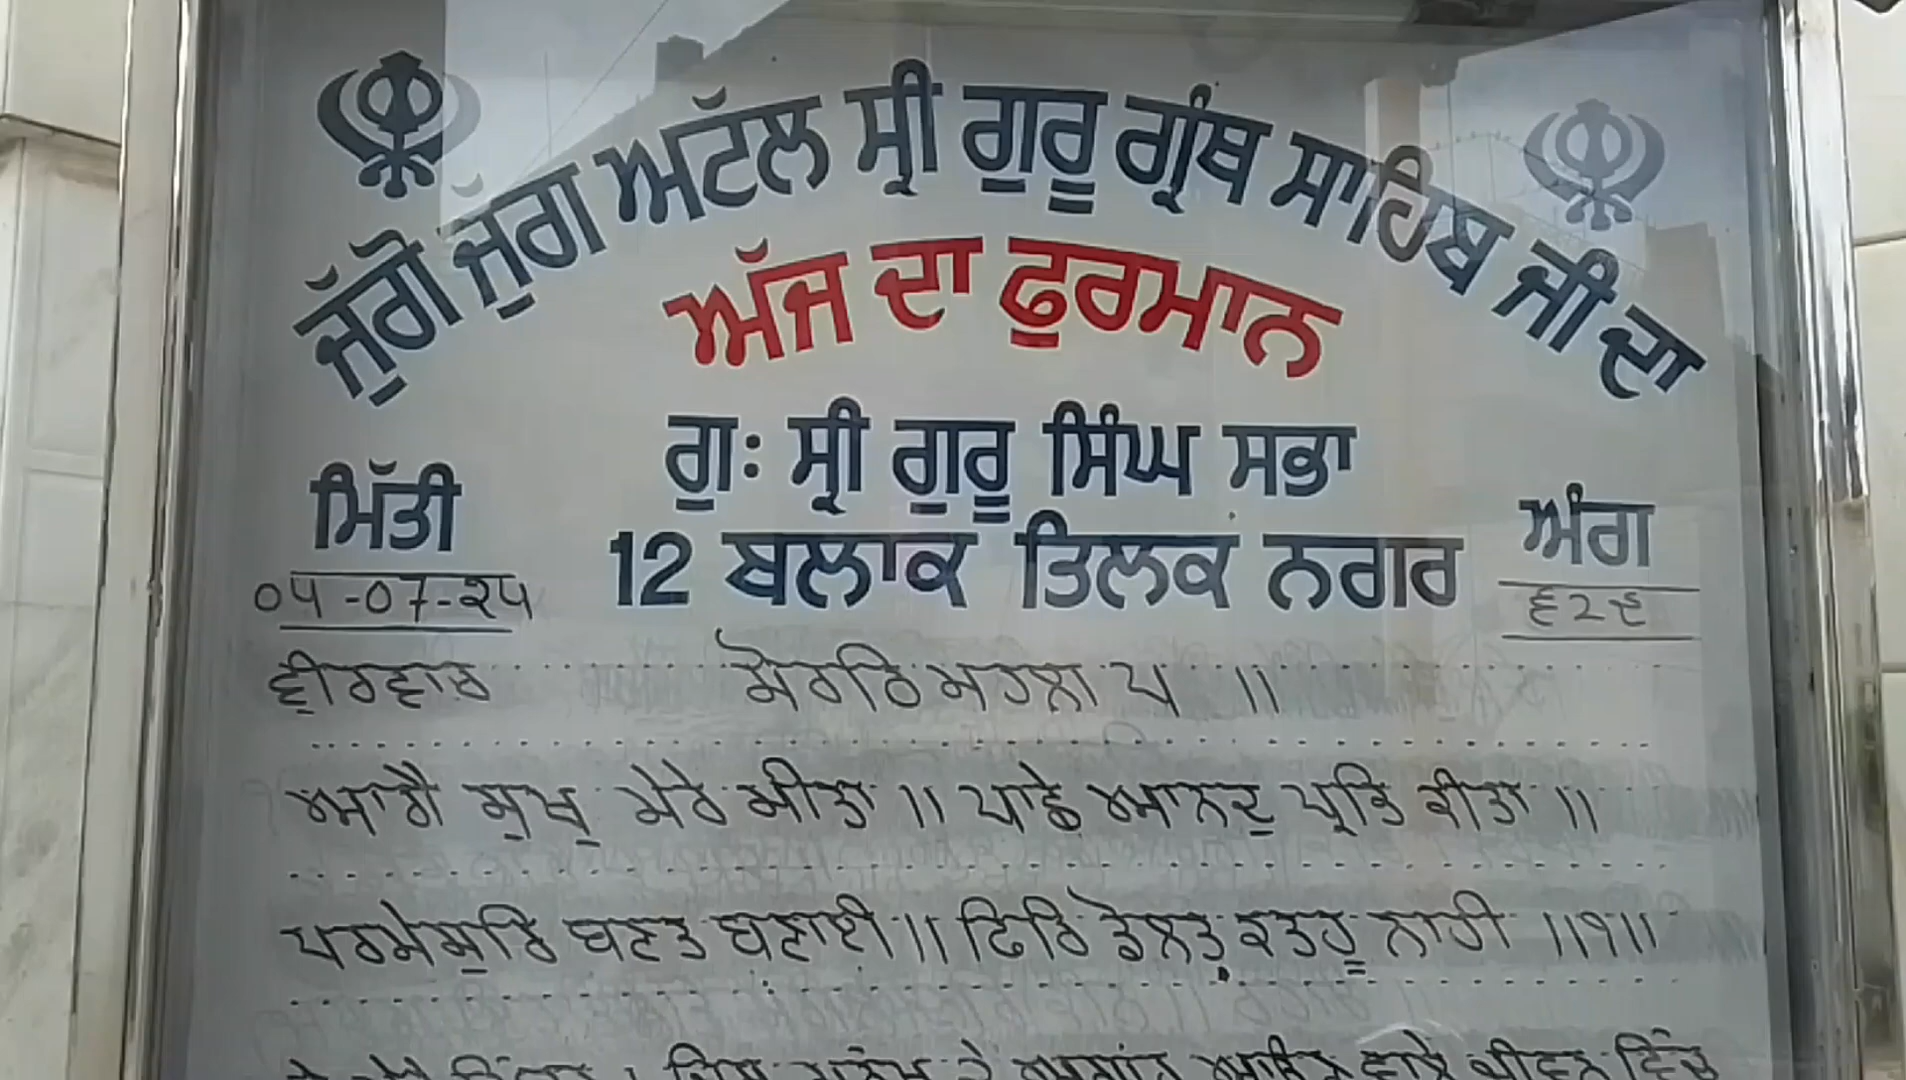 ਜੁੱਗੋ ਜੁੱਗ ਅਟੱਲ ਸ੍ਰੀ ਗੁਰੂ ਗ੍ਰੰਥ ਸਾਹਿਬ ਜੀ ਦਾ
ਅੱਜ ਦਾ ਫੁਰਮਾਨ
ਗੁਃ ਸ੍ਰੀ ਗੁਰੂ ਸਿੰਘ ਸਭਾ
12 ਬਲਾਕ ਤਿਲਕ ਨਗਰ
ਮਿੱਤੀ
ਅੰਗ
੦੫-07-੨੫
੬੨੯
ਵੀਰਵਾਰ ਸੋਰਠਿ ਮਹਲਾ ੫ ॥
ਆਗੈ ਸੁਖੁ ਮੇਰੇ ਮੀਤਾ ॥ ਪਾਛੇ ਆਨਦੁ ਪ੍ਰਭਿ ਕੀਤਾ ॥
ਪਰਮੇਸੁਰਿ ਬਣਤ ਬਣਾਈ ॥ ਫਿਰਿ ਡੋਲਤ ਕਤਹੂ ਨਾਹੀ ॥੧॥